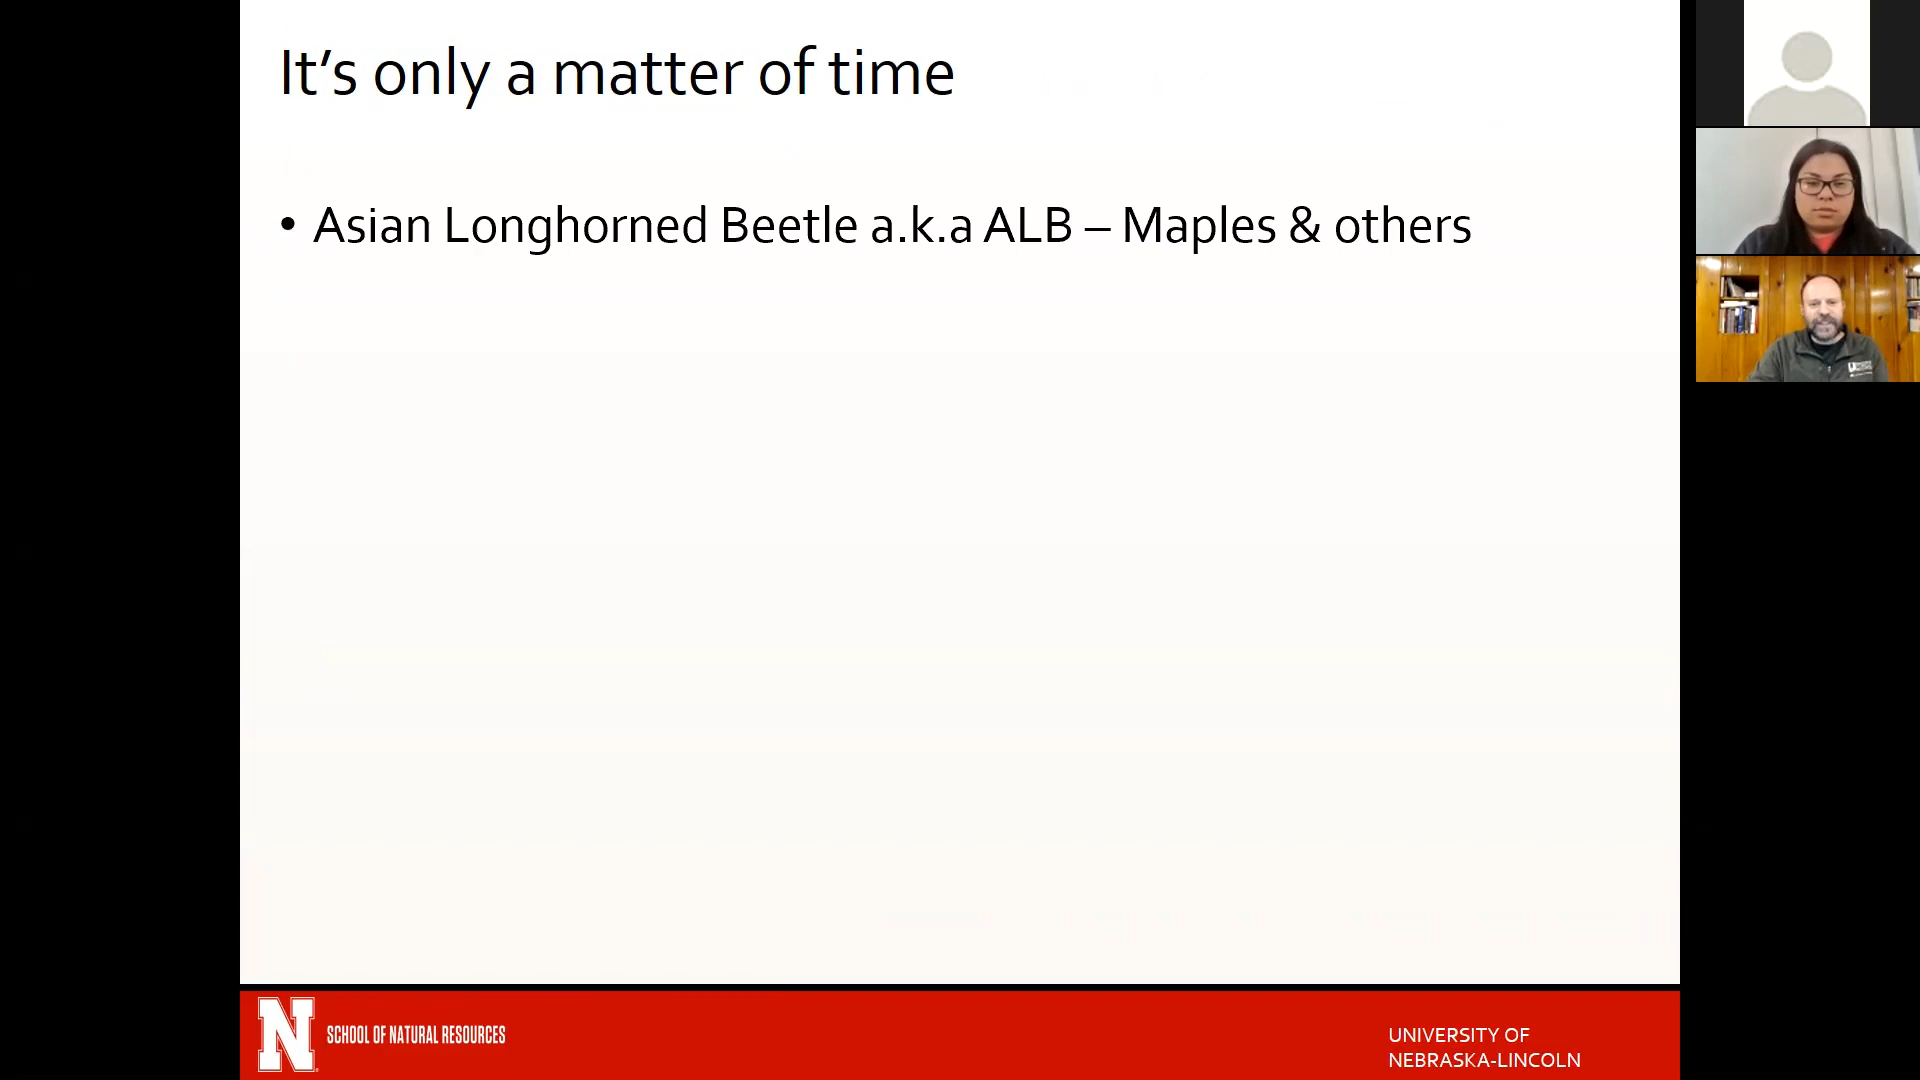 It’s only a matter of time
• Asian Longhorned Beetle a.k.a ALB – Maples & others
N SCHOOL OF NATURAL RESOURCES
UNIVERSITY OF
NEBRASKA-LINCOLN